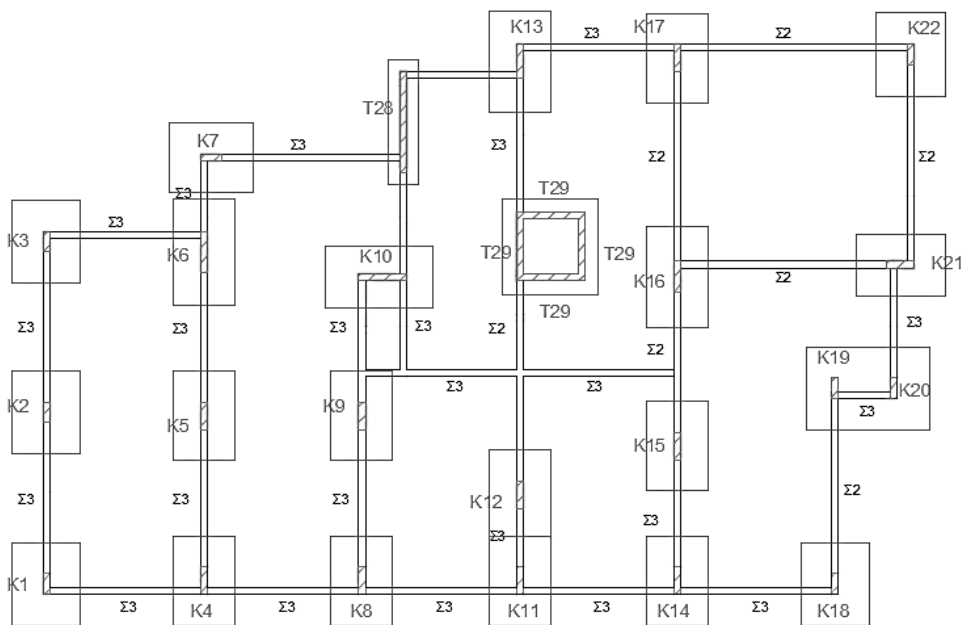 K13 Σ3 K17 Σ2 K22
T28
K7 Σ3 Σ3 Σ2 Σ2
Σ3 T29
K3 Σ3 K6 K10 T29 T29 K16 Σ2 K21
T29
Σ3 Σ3 Σ3 Σ3 Σ2 Σ3
Σ2
K19
Σ3 Σ3 K20
K2 K5 K9 Σ3
K15
Σ3 Σ3 Σ3 K12 Σ2
Σ3 Σ3
K1 K4 K8 K11 K14 K18
Σ3 Σ3 Σ3 Σ3 Σ3